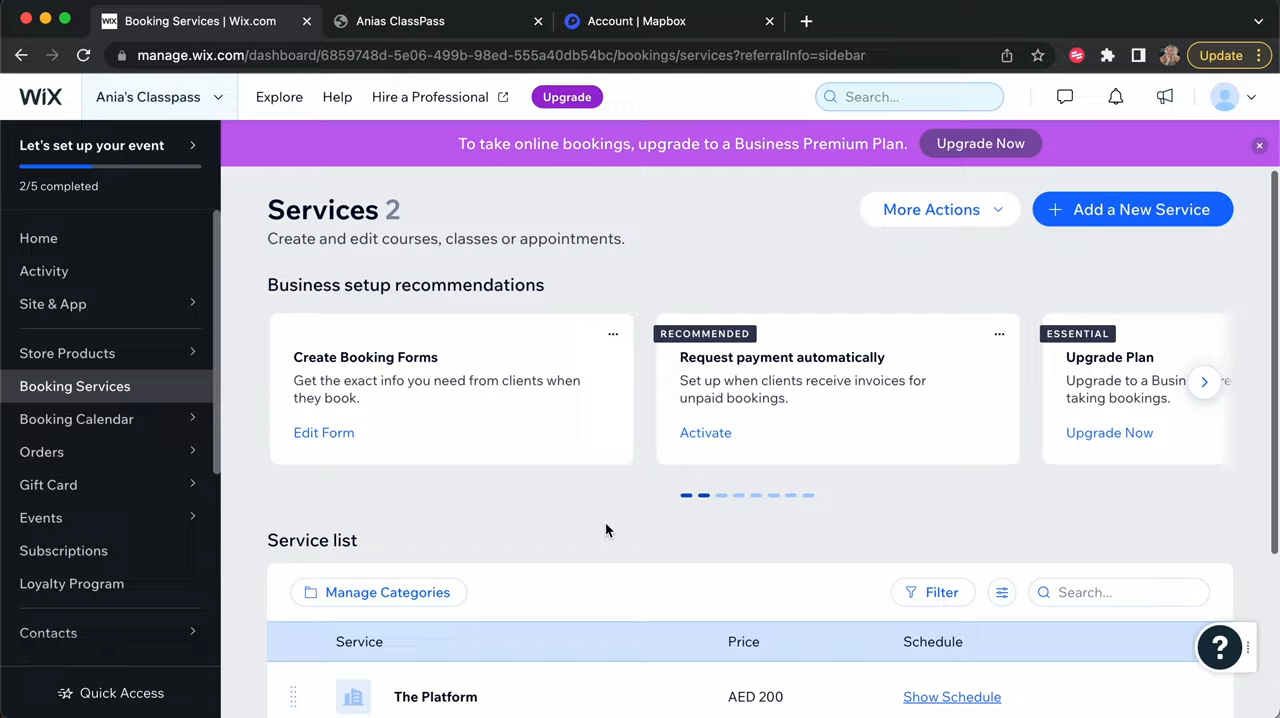 Booking Services | Wix.com
Anias ClassPass
Account | Mapbox
manage.wix.com/dashboard/6859748d-5e06-499b-98ed-555a40db54bc/bookings/services?referralInfo=sidebar
Update
WiX
Ania's Classpass
Explore
Help
Hire a Professional
Upgrade
Search...
Let's set up your event
2/5 completed
To take online bookings, upgrade to a Business Premium Plan.
Upgrade Now
Home
Activity
Site & App
Store Products
Booking Services
Booking Calendar
Orders
Gift Card
Events
Subscriptions
Loyalty Program
Contacts
Quick Access
Services 2
Create and edit courses, classes or appointments.
More Actions
+ Add a New Service
Business setup recommendations
Create Booking Forms
Get the exact info you need from clients when
they book.
Edit Form
RECOMMENDED
Request payment automatically
Set up when clients receive invoices for
unpaid bookings.
Activate
ESSENTIAL
Upgrade Plan
Upgrade to a Busin
taking bookings.
Upgrade Now
Service list
Manage Categories
Filter
Search...
Service
Price
Schedule
The Platform
AED 200
Show Schedule
?